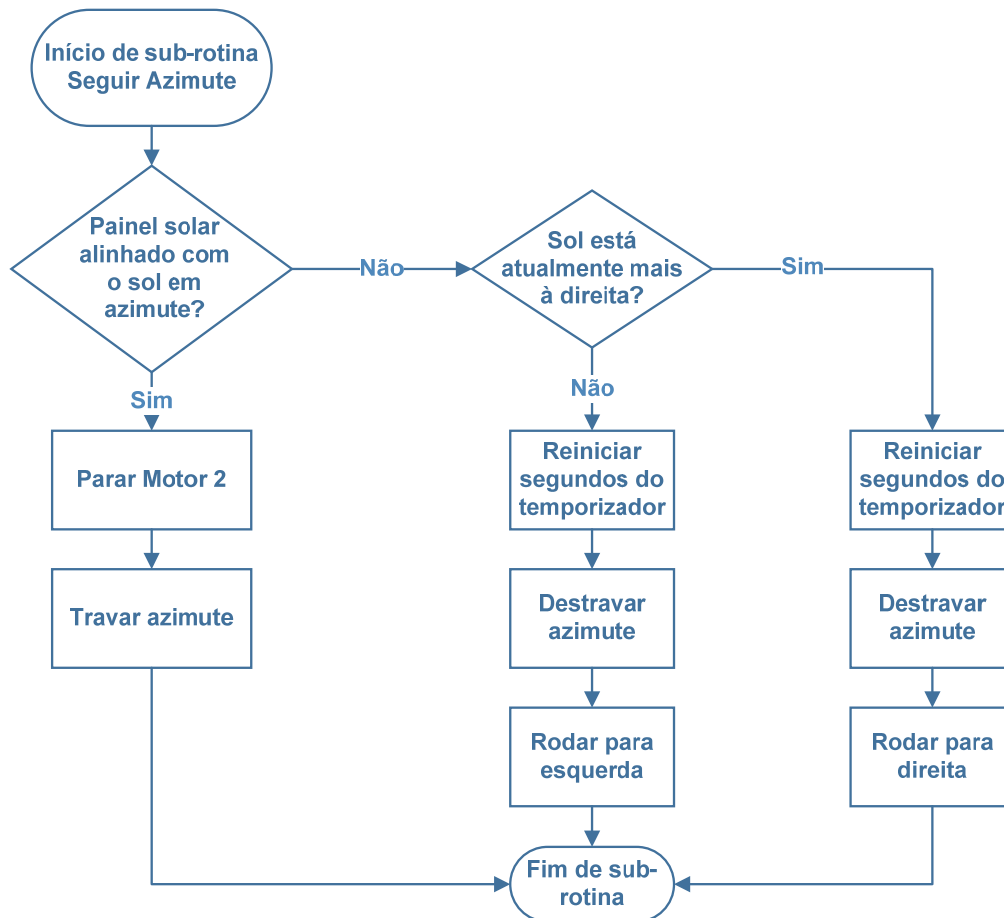 Início de sub-rotina
Seguir Azimute
Painel solar
alinhado com
o sol em
azimute?
Não
Sol está
atualmente mais
à direita?
Sim
Sim
Não
Parar Motor 2
Reiniciar
segundos do
temporizador
Reiniciar
segundos do
temporizador
Travar azimute
Destravar
azimute
Destravar
azimute
Rodar para
esquerda
Rodar para
direita
Fim de sub-
rotina